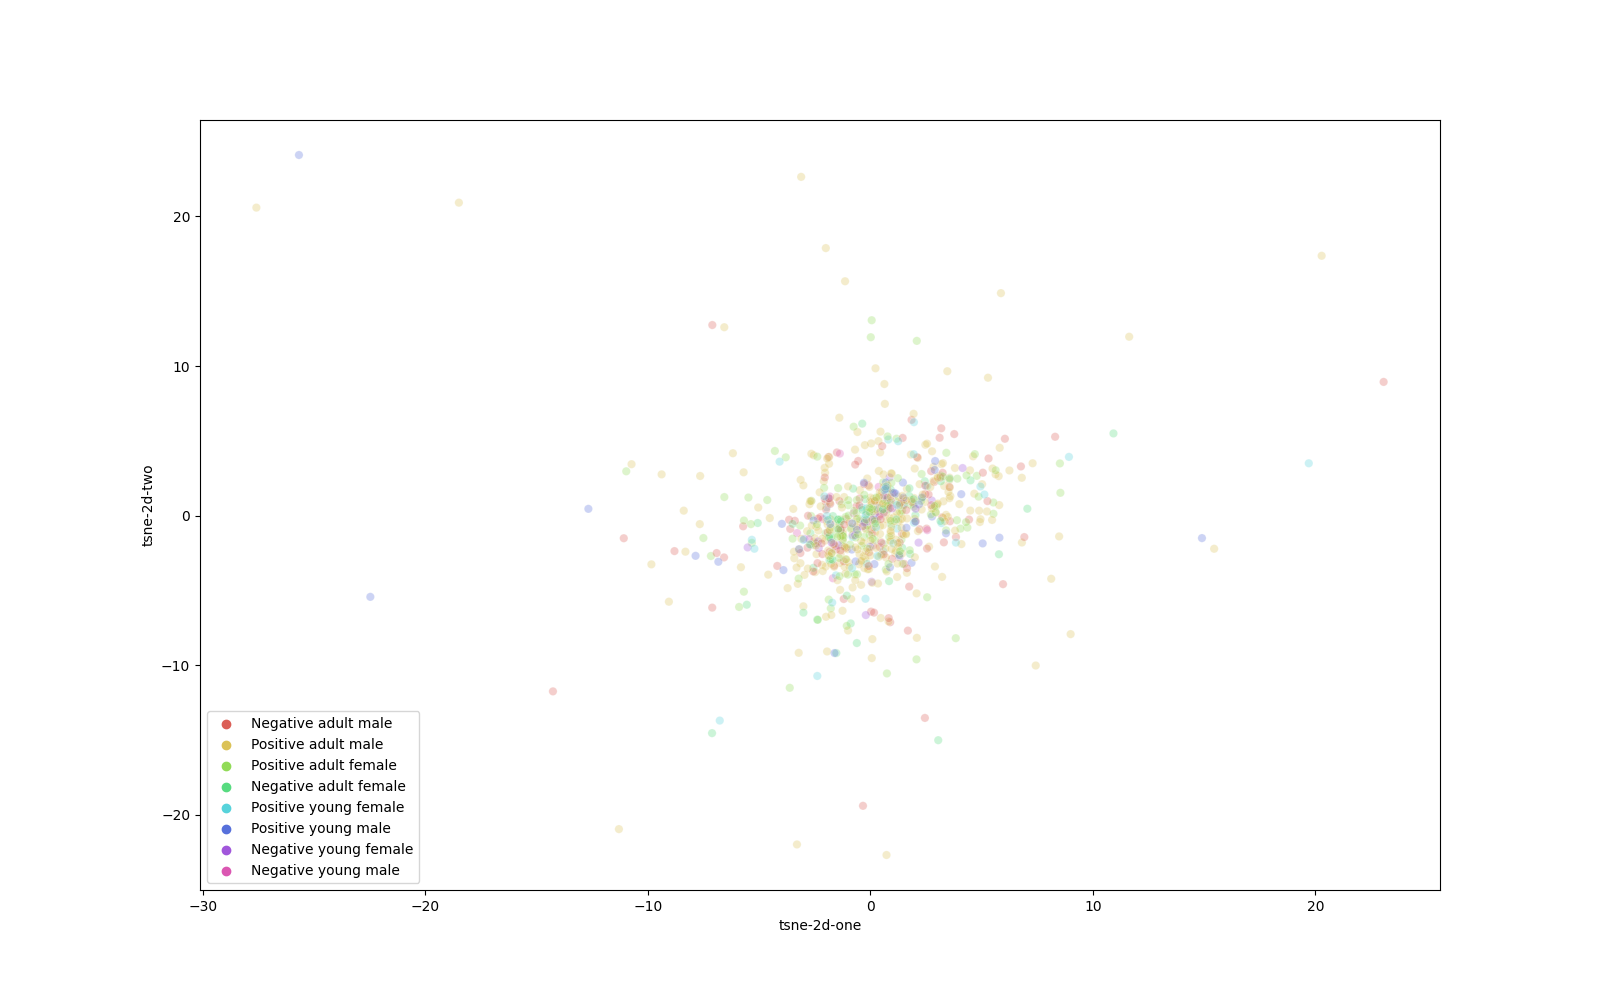 20
10
0
−10
−20
tsne-2d-two
Negative adult male
Positive adult male
Positive adult female
Negative adult female
Positive young female
Positive young male
Negative young female
Negative young male
−30 −20 −10 0 10 20
tsne-2d-one